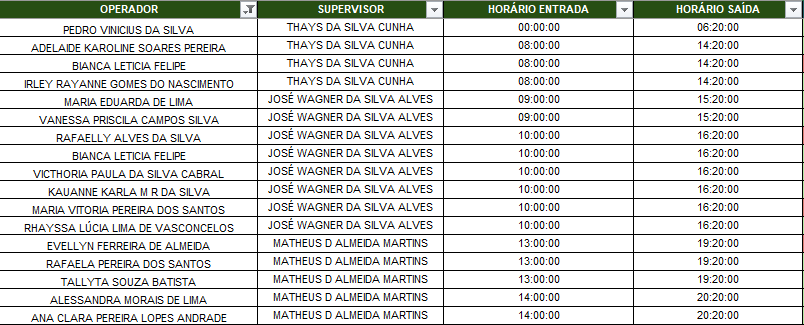 OPERADOR SUPERVISOR HORÁRIO ENTRADA HORÁRIO SAÍDA
PEDRO VINICIUS DA SILVA THAYS DA SILVA CUNHA 00:00:00 06:20:00
ADELAIDE KAROLINE SOARES PEREIRA THAYS DA SILVA CUNHA 08:00:00 14:20:00
BIANCA LETICIA FELIPE THAYS DA SILVA CUNHA 08:00:00 14:20:00
IRLEY RAYANNE GOMES DO NASCIMENTO THAYS DA SILVA CUNHA 08:00:00 14:20:00
MARIA EDUARDA DE LIMA JOSÉ WAGNER DA SILVA ALVES 09:00:00 15:20:00
VANESSA PRISCILA CAMPOS SILVA JOSÉ WAGNER DA SILVA ALVES 09:00:00 15:20:00
RAFAELLY ALVES DA SILVA JOSÉ WAGNER DA SILVA ALVES 10:00:00 16:20:00
BIANCA LETICIA FELIPE JOSÉ WAGNER DA SILVA ALVES 10:00:00 16:20:00
VICTHORIA PAULA DA SILVA CABRAL JOSÉ WAGNER DA SILVA ALVES 10:00:00 16:20:00
KAUANNE KARLA M R DA SILVA JOSÉ WAGNER DA SILVA ALVES 10:00:00 16:20:00
MARIA VITORIA PEREIRA DOS SANTOS JOSÉ WAGNER DA SILVA ALVES 10:00:00 16:20:00
RHAYSSA LÚCIA LIMA DE VASCONCELOS JOSÉ WAGNER DA SILVA ALVES 10:00:00 16:20:00
EVELLYN FERREIRA DE ALMEIDA MATHEUS D ALMEIDA MARTINS 13:00:00 19:20:00
RAFAELA PEREIRA DOS SANTOS MATHEUS D ALMEIDA MARTINS 13:00:00 19:20:00
TALLYTA SOUZA BATISTA MATHEUS D ALMEIDA MARTINS 13:00:00 19:20:00
ALESSANDRA MORAIS DE LIMA MATHEUS D ALMEIDA MARTINS 14:00:00 20:20:00
ANA CLARA PEREIRA LOPES ANDRADE MATHEUS D ALMEIDA MARTINS 14:00:00 20:20:00